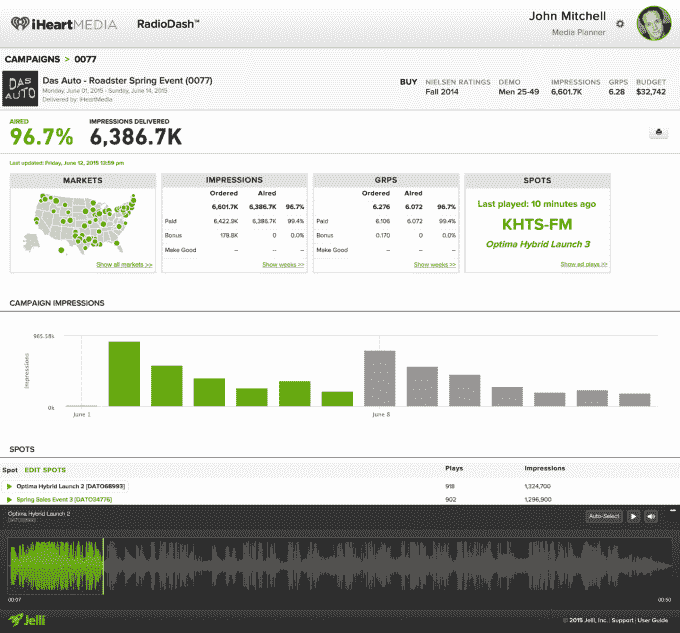 iHeartMEDIA RadioDash™ John Mitchell
Media Planner
CAMPAIGNS > 0077
DAS AUTO
Das Auto - Roadster Spring Event (0077)
Monday, June 01, 2015 - Sunday, June 14, 2015
Delivered by: iHeartMedia
BUY NIELSEN RATINGS DEMO IMPRESSIONS GRPS BUDGET
Fall 2014 Men 25-49 6,601.7K 6.28 $32,742
AIRED IMPRESSIONS DELIVERED
96.7% 6,386.7K
Last updated: Friday, June 12, 2015 13:59 pm
MARKETS
Show all markets >>
IMPRESSIONS
Ordered Aired
6,601.7K 6,386.7K 96.7%
Paid 6,422.9K 6,386.7K 99.4%
Bonus 178.8K 0 0.0%
Make Good – – –
Show weeks >>
GRPS
Ordered Aired
6.276 6.072 96.7%
Paid 6.106 6.072 99.4%
Bonus 0.170 0 0.0%
Make Good – – –
Show weeks >>
SPOTS
Last played: 10 minutes ago
KHTS-FM
Optima Hybrid Launch 3
Show ad plays >>
CAMPAIGN IMPRESSIONS
965.58k
Impressions
0k
June 1 June 8
SPOTS
Spot EDIT SPOTS Plays Impressions
Optima Hybrid Launch 2 [DATO68993] 918 1,324,700
Spring Sales Event 3 [DATO34776] 902 1,296,900
Optima Hybrid Launch 2
DATO68993
Auto-Select
00:07 00:50
Jelli © 2015 Jelli, Inc. | Support | User Guide